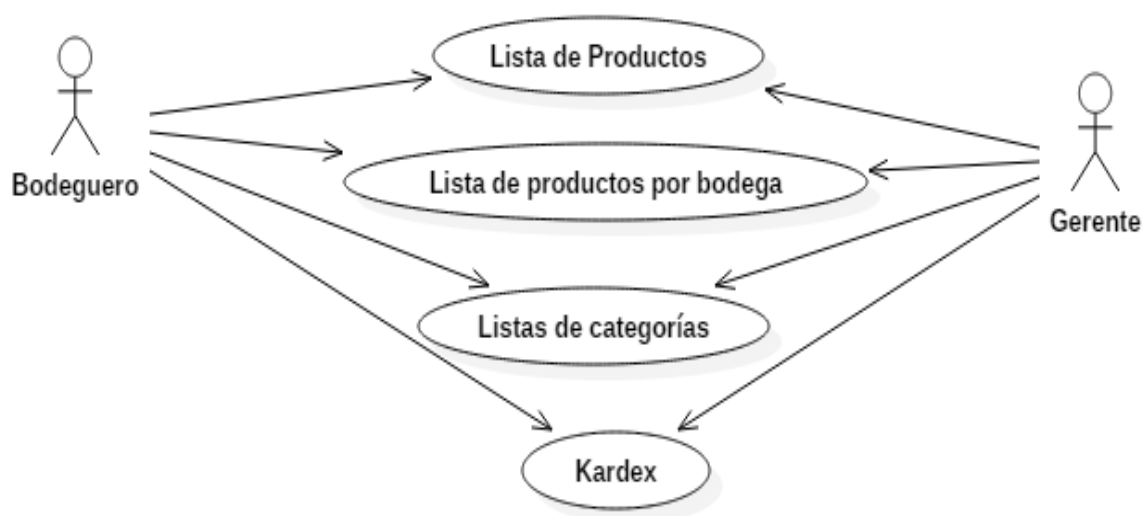 Lista de Productos
Bodeguero
Lista de productos por bodega
Gerente
Listas de categorías
Kardex